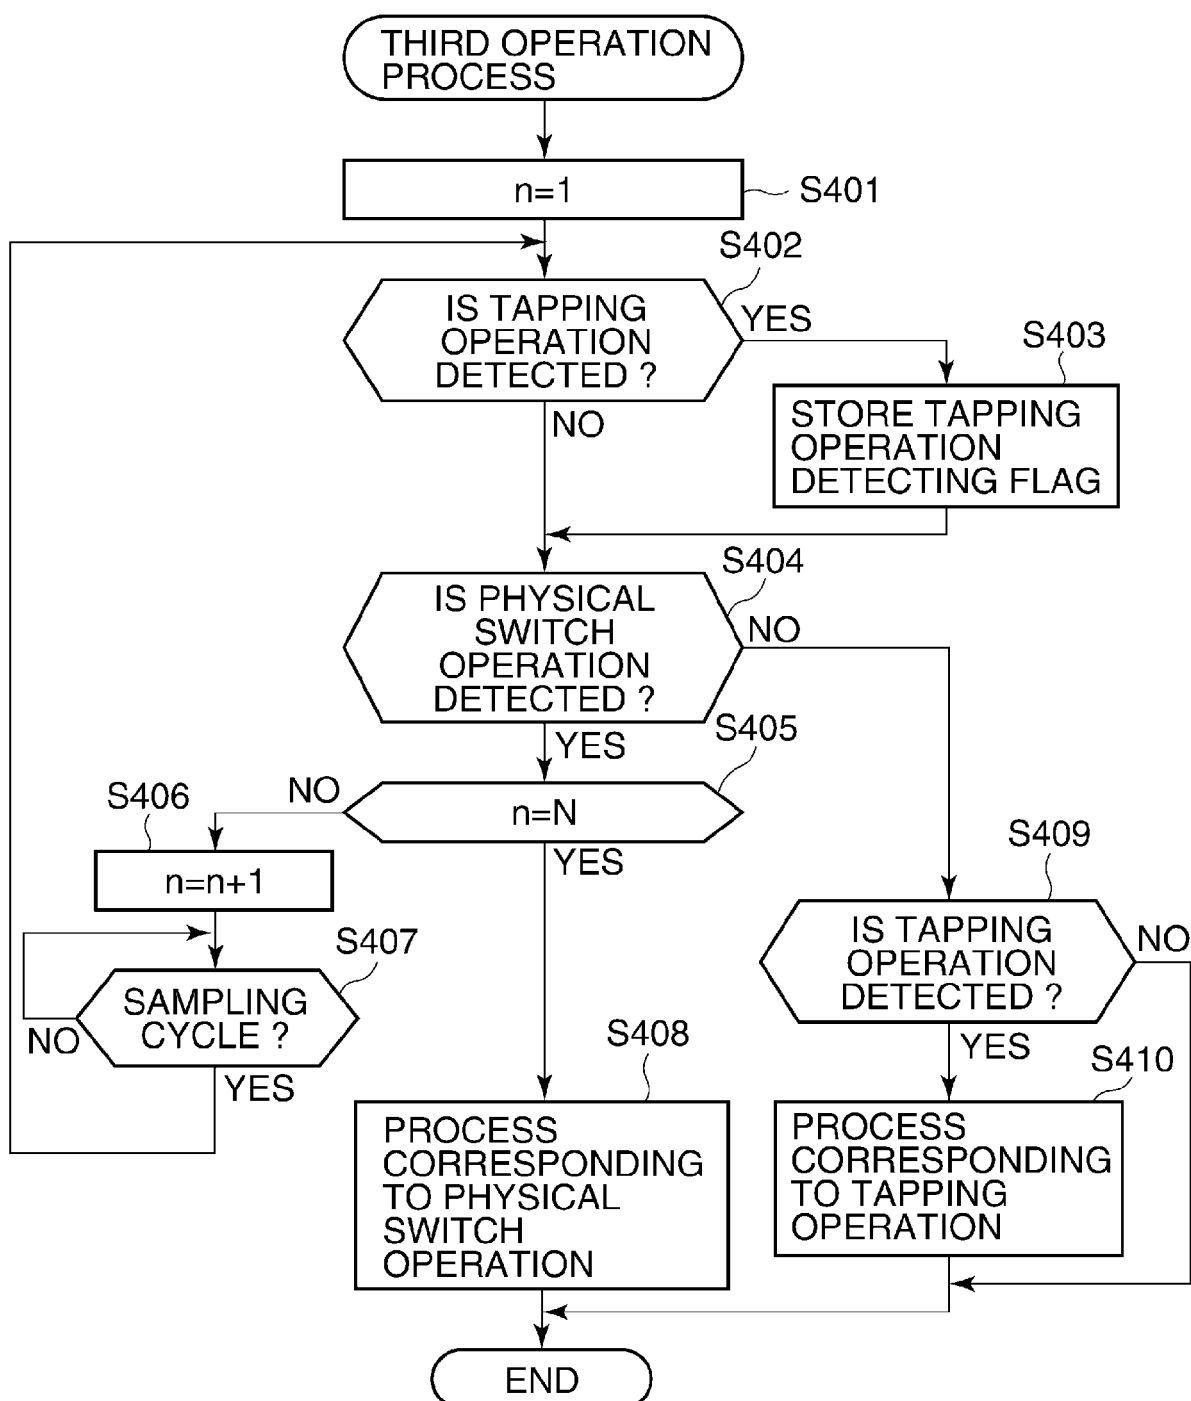 THIRD OPERATION
PROCESS
n=1
S401
S402
IS TAPPING
OPERATION
DETECTED ?
YES
NO
S403
STORE TAPPING
OPERATION
DETECTING FLAG
S404
IS PHYSICAL
SWITCH
OPERATION
DETECTED ?
NO
YES
S405
n=N
NO
YES
S406
n=n+1
S407
SAMPLING
CYCLE ?
NO
YES
S408
PROCESS
CORRESPONDING
TO PHYSICAL
SWITCH
OPERATION
S409
IS TAPPING
OPERATION
DETECTED ?
NO
YES
S410
PROCESS
CORRESPONDING
TO TAPPING
OPERATION
END